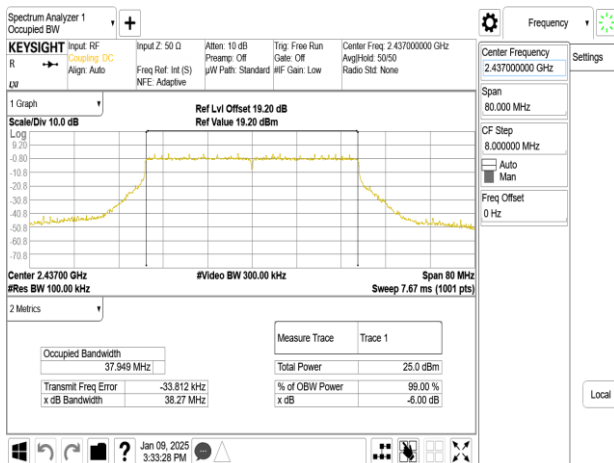 Spectrum Analyzer 1
Occupied BW
Frequency
KEYSIGHT
R
LXI
Input: RF
Coupling: DC
Align: Auto
Input Z: 50 Ω
Freq Ref: Int (S)
NFE: Adaptive
Atten: 10 dB
Preamp: Off
µW Path: Standard
Trig: Free Run
Gate: Off
#IF Gain: Low
Center Freq: 2.437000000 GHz
Avg|Hold: 50/50
Radio Std: None
Center Frequency
2.437000000 GHz
Settings
Span
80.000 MHz
CF Step
8.000000 MHz
Auto
Man
Freq Offset
0 Hz
Local
1 Graph
Scale/Div 10.0 dB
Ref Lvl Offset 19.20 dB
Ref Value 19.20 dBm
Log
9.20
-0.80
-10.8
-20.8
-30.8
-40.8
-50.8
-60.8
-70.8
Center 2.43700 GHz
#Video BW 300.00 kHz
Span 80 MHz
#Res BW 100.00 kHz
Sweep 7.67 ms (1001 pts)
2 Metrics
Measure Trace Trace 1
Occupied Bandwidth
37.949 MHz
Total Power 25.0 dBm
Transmit Freq Error -33.812 kHz
% of OBW Power 99.00 %
x dB Bandwidth 38.27 MHz
x dB -6.00 dB
?
Jan 09, 2025
3:33:28 PM